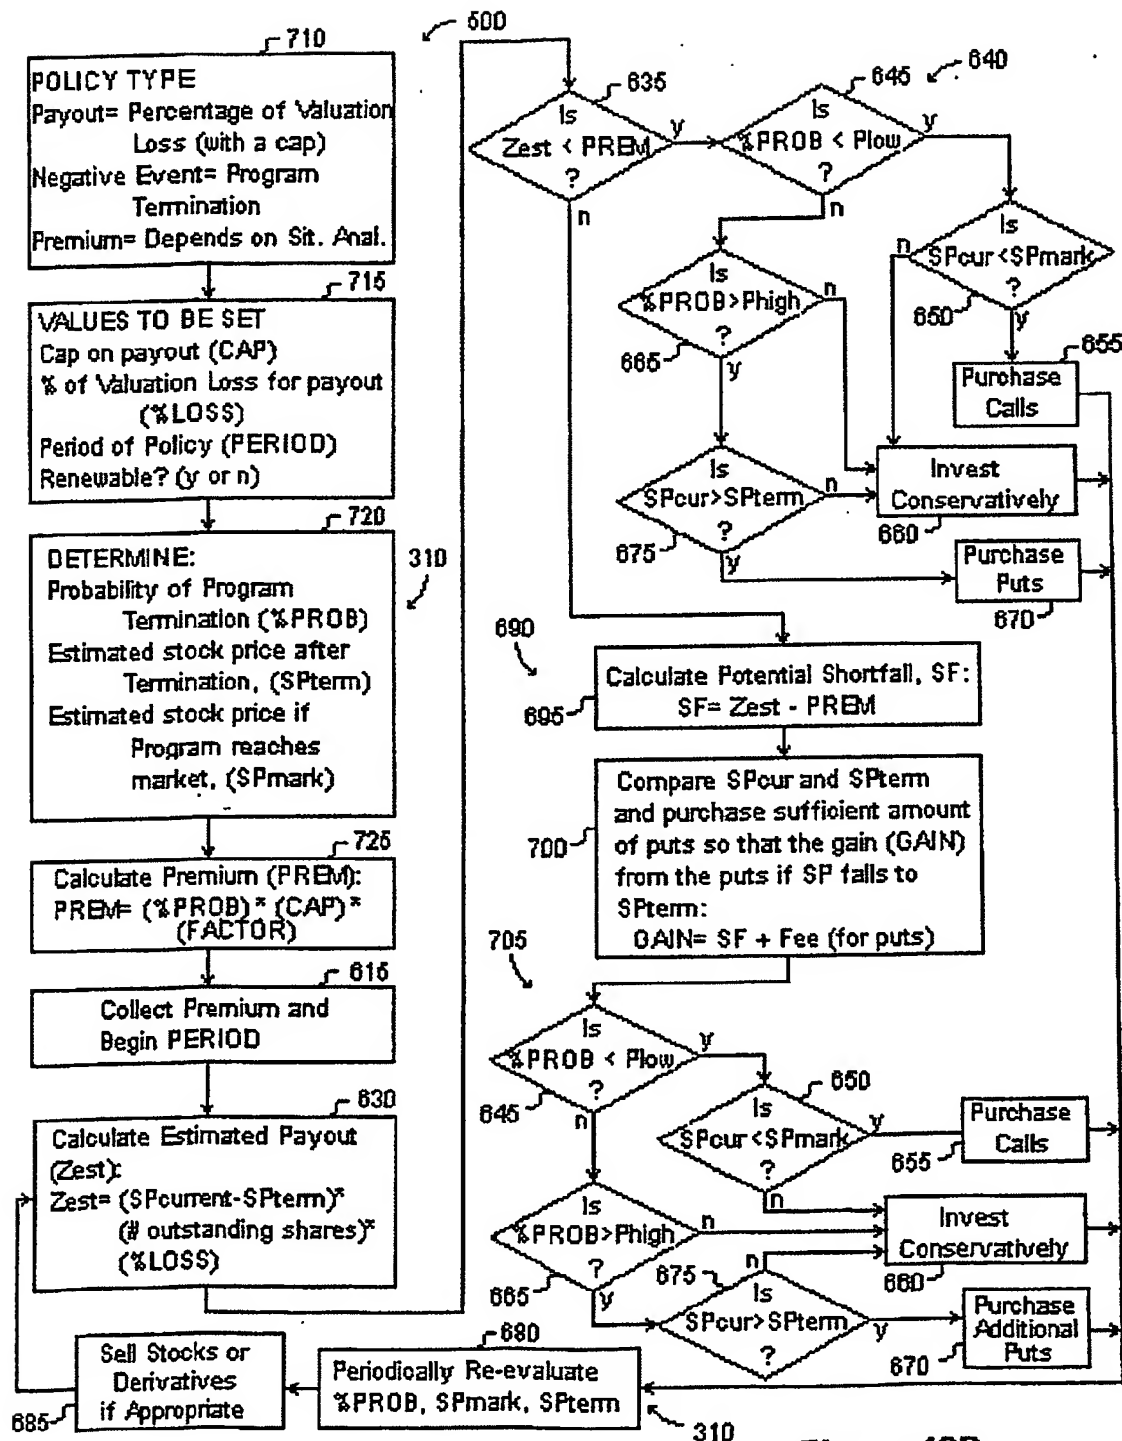 710
POLICY TYPE
Payout= Percentage of Valuation
Loss (with a cap)
Negative Event= Program
Termination
Premium= Depends on Sit. Anal.
715
VALUES TO BE SET
Cap on payout (CAP)
% of Valuation Loss for payout
(%LOSS)
Period of Policy (PERIOD)
Renewable? (y or n)
720
DETERMINE:
Probability of Program
Termination (%PROB)
Estimated stock price after
Termination, (SPterm)
Estimated stock price if
Program reaches
market, (SPmark)
310
725
Calculate Premium (PREM):
PREM= (%PROB)* (CAP)*
(FACTOR)
615
Collect Premium and
Begin PERIOD
630
Calculate Estimated Payout
(Zest):
Zest= (SPcurrent-SPterm)*
(# outstanding shares)*
(%LOSS)
Sell Stocks or
Derivatives
if Appropriate
685
680
Periodically Re-evaluate
%PROB, SPmark, SPterm
310
600
635
Is
Zest < PREM
?
y
n
645
640
Is
%PROB < Plow
?
y
n
Is
SPcur<SPmark
?
n
y
650
655
Purchase
Calls
Is
%PROB>Phigh
?
n
y
665
Is
SPcur>SPterm
?
n
y
675
Invest
Conservatively
660
Purchase
Puts
670
690
Calculate Potential Shortfall, SF:
SF= Zest - PREM
695
Compare SPcur and SPterm
and purchase sufficient amount
of puts so that the gain (GAIN)
from the puts if SP falls to
SPterm:
GAIN= SF + Fee (for puts)
700
705
Is
%PROB < Plow
?
y
n
645
650
Is
SPcur<SPmark
?
y
n
Purchase
Calls
655
Is
%PROB>Phigh
?
n
y
665
Invest
Conservatively
660
675
n
Is
SPcur>SPterm
?
y
Purchase
Additional
Puts
670